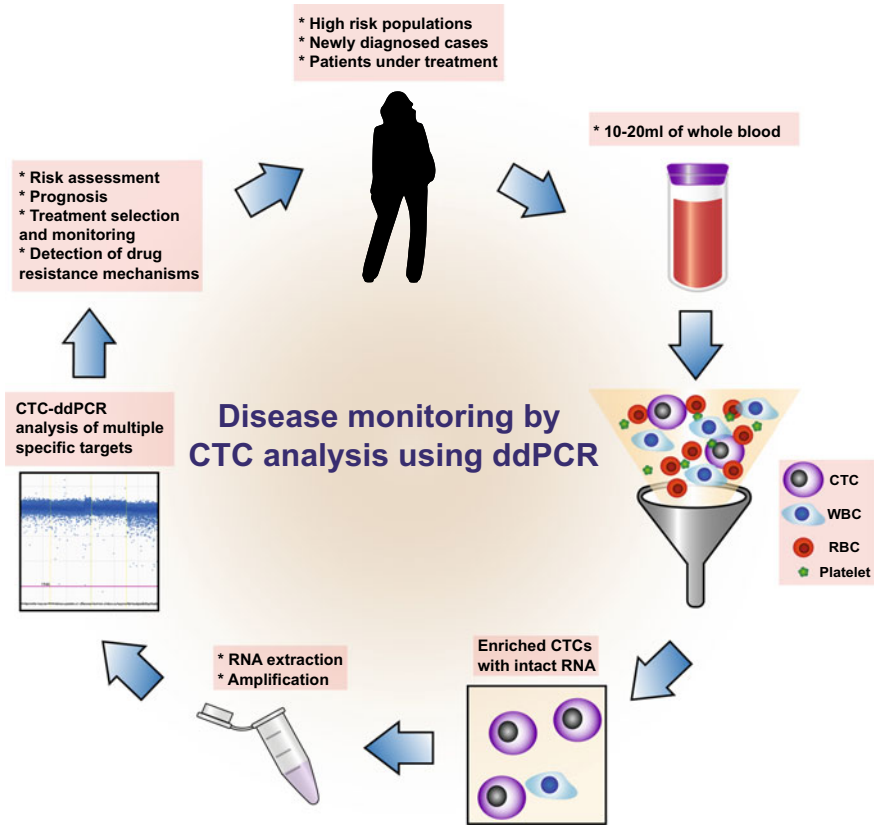 * High risk populations
* Newly diagnosed cases
* Patients under treatment
* 10-20ml of whole blood
* Risk assessment
* Prognosis
* Treatment selection
and monitoring
* Detection of drug
resistance mechanisms
CTC-ddPCR
analysis of multiple
specific targets
Disease monitoring by
CTC analysis using ddPCR
CTC
WBC
RBC
Platelet
Enriched CTCs
with intact RNA
* RNA extraction
* Amplification